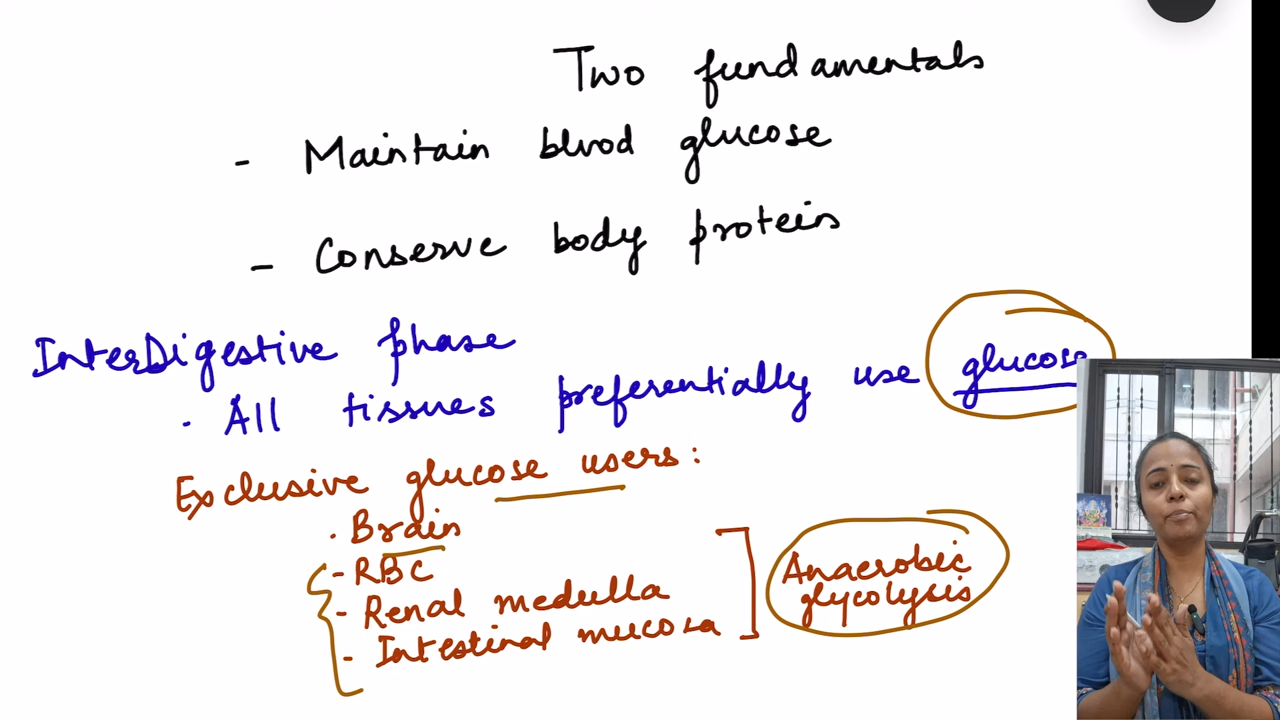 Two fundamentals
- Maintain blood glucose
- Conserve body protein
InterDigestive phase
· All tissues preferentially use glucose
Exclusive glucose users:
· Brain
- RBC
- Renal medulla
- Intestinal mucosa
Anaerobic
glycolysis